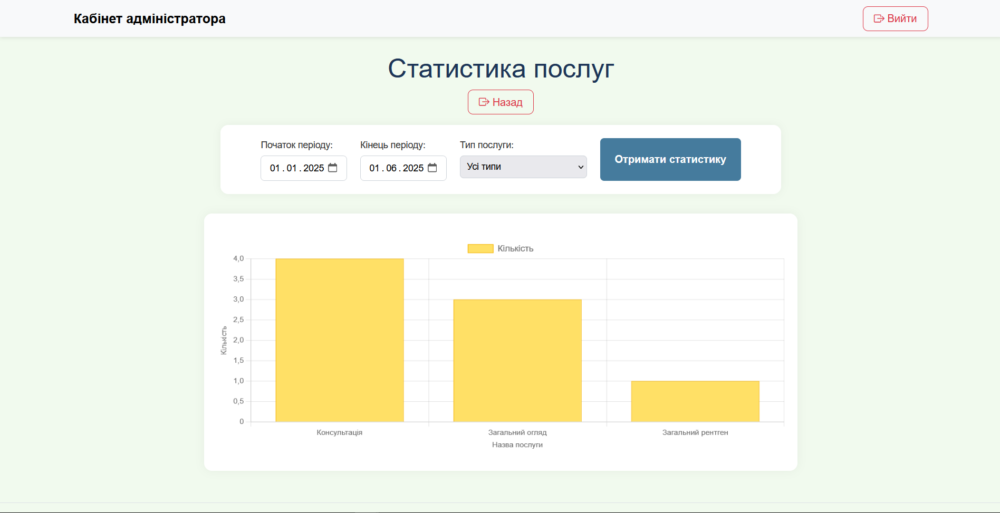 Кабінет адміністратора
Вийти
Статистика послуг
Назад
Початок періоду: Кінець періоду: Тип послуги:
01.01.2025 01.06.2025 Усі типи Отримати статистику
Кількість
4,0
3,5
3,0
2,5
2,0
1,5
1,0
0,5
0
Кількість
Консультація Загальний огляд Загальний рентген
Назва послуги